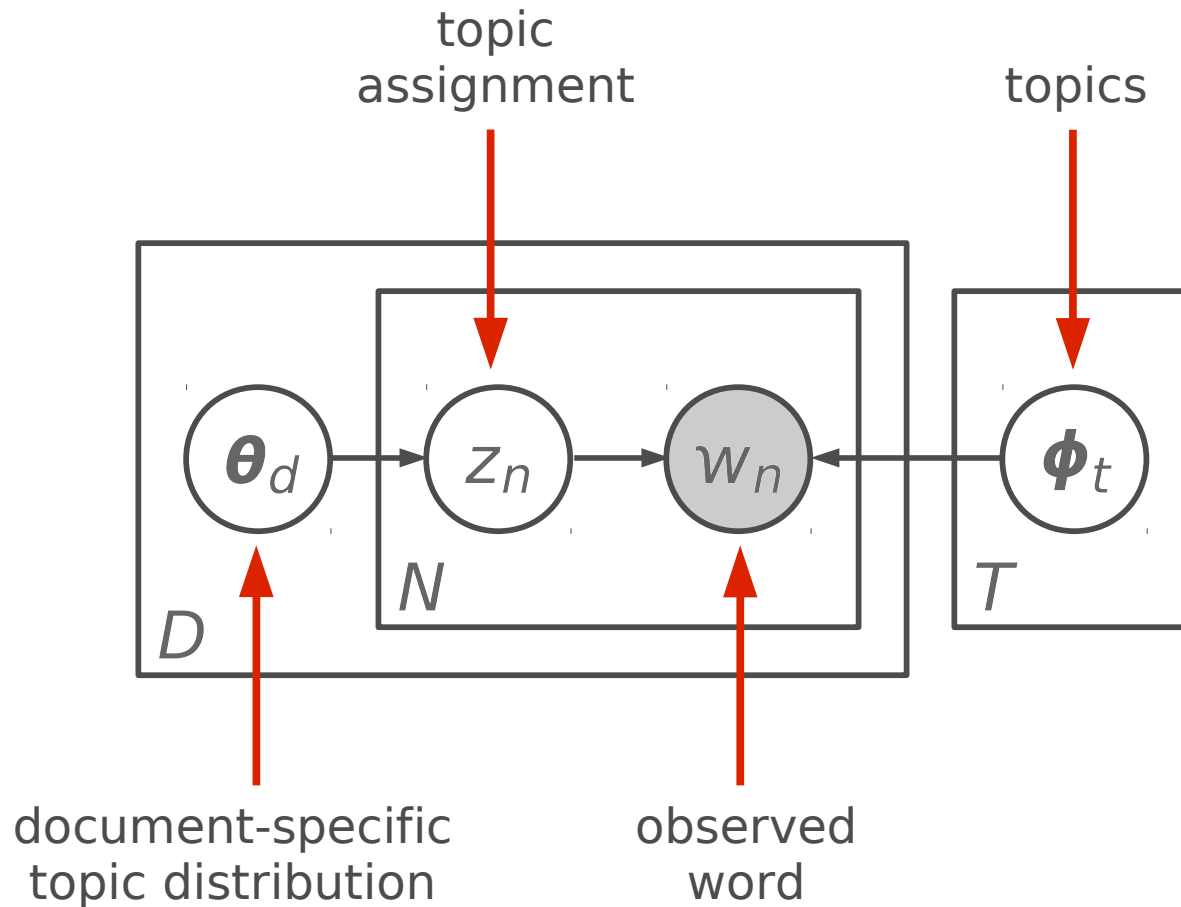 topic
assignment
topics
θd
zn
wn
ϕt
N
T
D
document-specific
topic distribution
observed
word